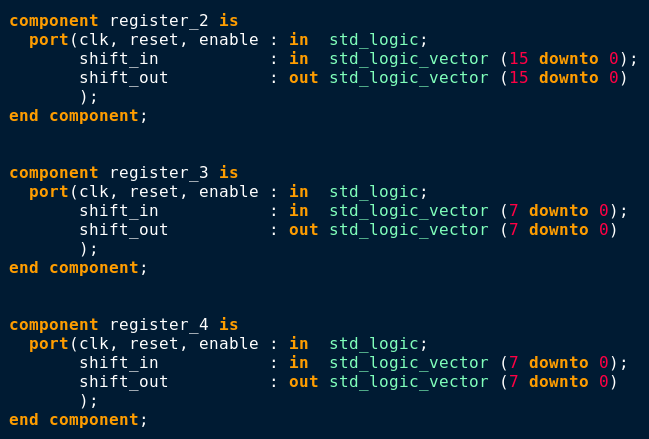 component register_2 is
  port(clk, reset, enable : in  std_logic;
       shift_in           : in  std_logic_vector (15 downto 0);
       shift_out          : out std_logic_vector (15 downto 0)
       );
end component;
component register_3 is
  port(clk, reset, enable : in  std_logic;
       shift_in           : in  std_logic_vector (7 downto 0);
       shift_out          : out std_logic_vector (7 downto 0)
       );
end component;
component register_4 is
  port(clk, reset, enable : in  std_logic;
       shift_in           : in  std_logic_vector (7 downto 0);
       shift_out          : out std_logic_vector (7 downto 0)
       );
end component;